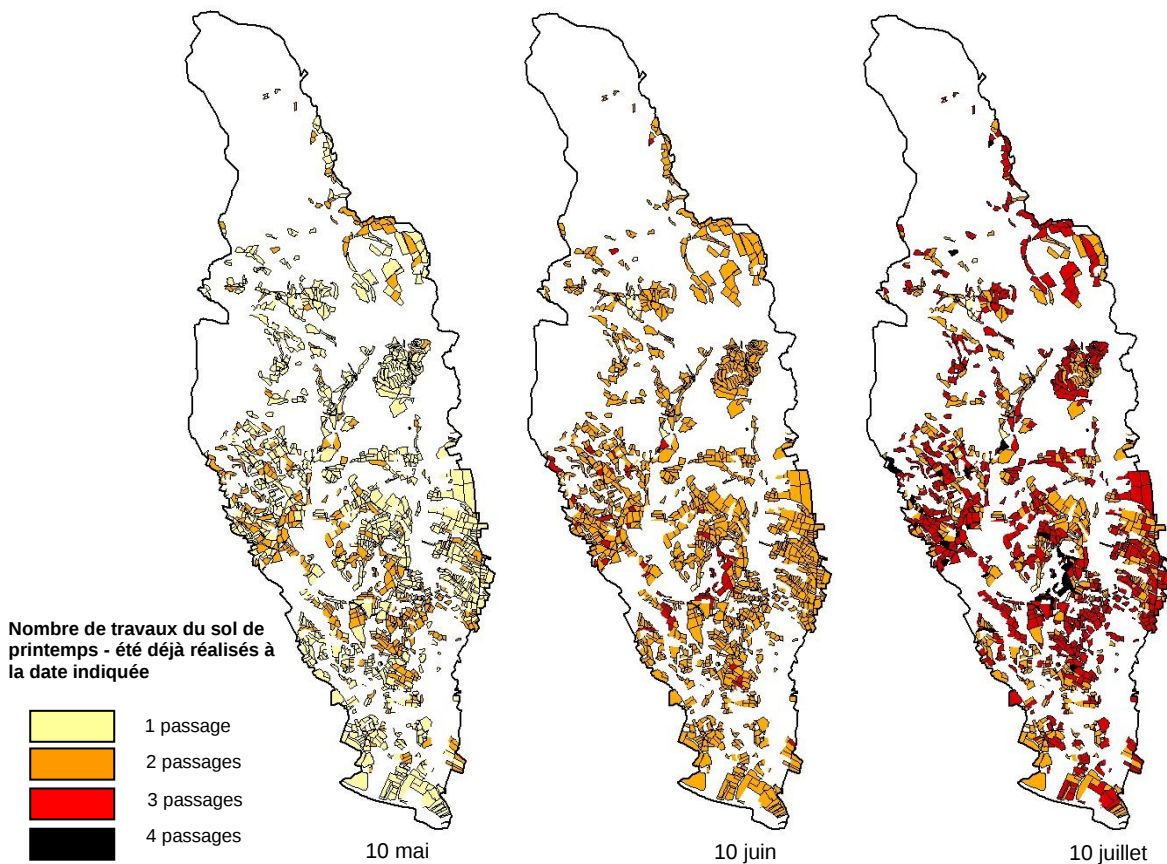 Nombre de travaux du sol de
printemps - été déjà réalisés à
la date indiquée
1 passage
2 passages
3 passages
4 passages
10 mai
10 juin
10 juillet